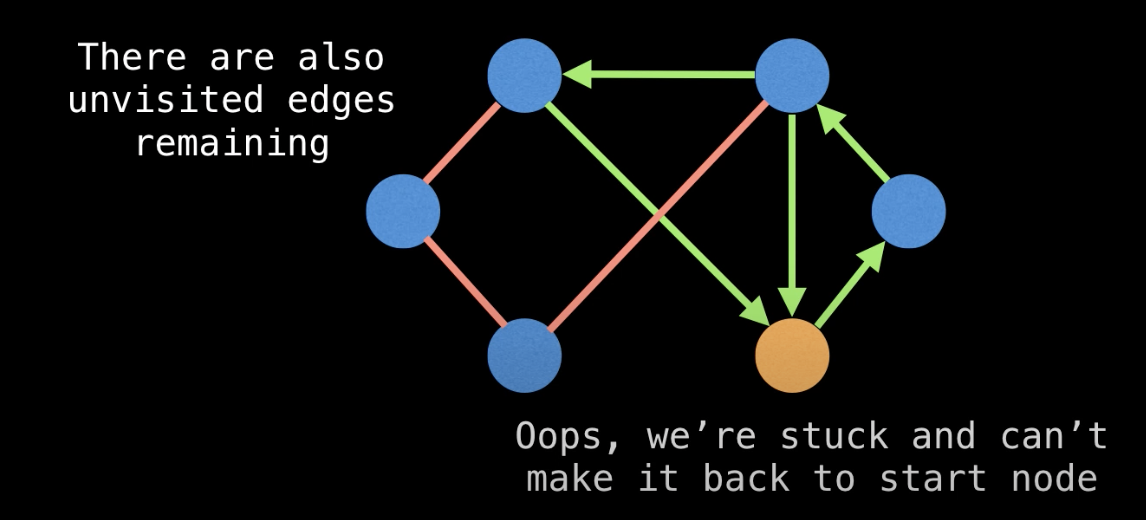 There are also
unvisited edges
remaining
Oops, we’re stuck and can’t
make it back to start node